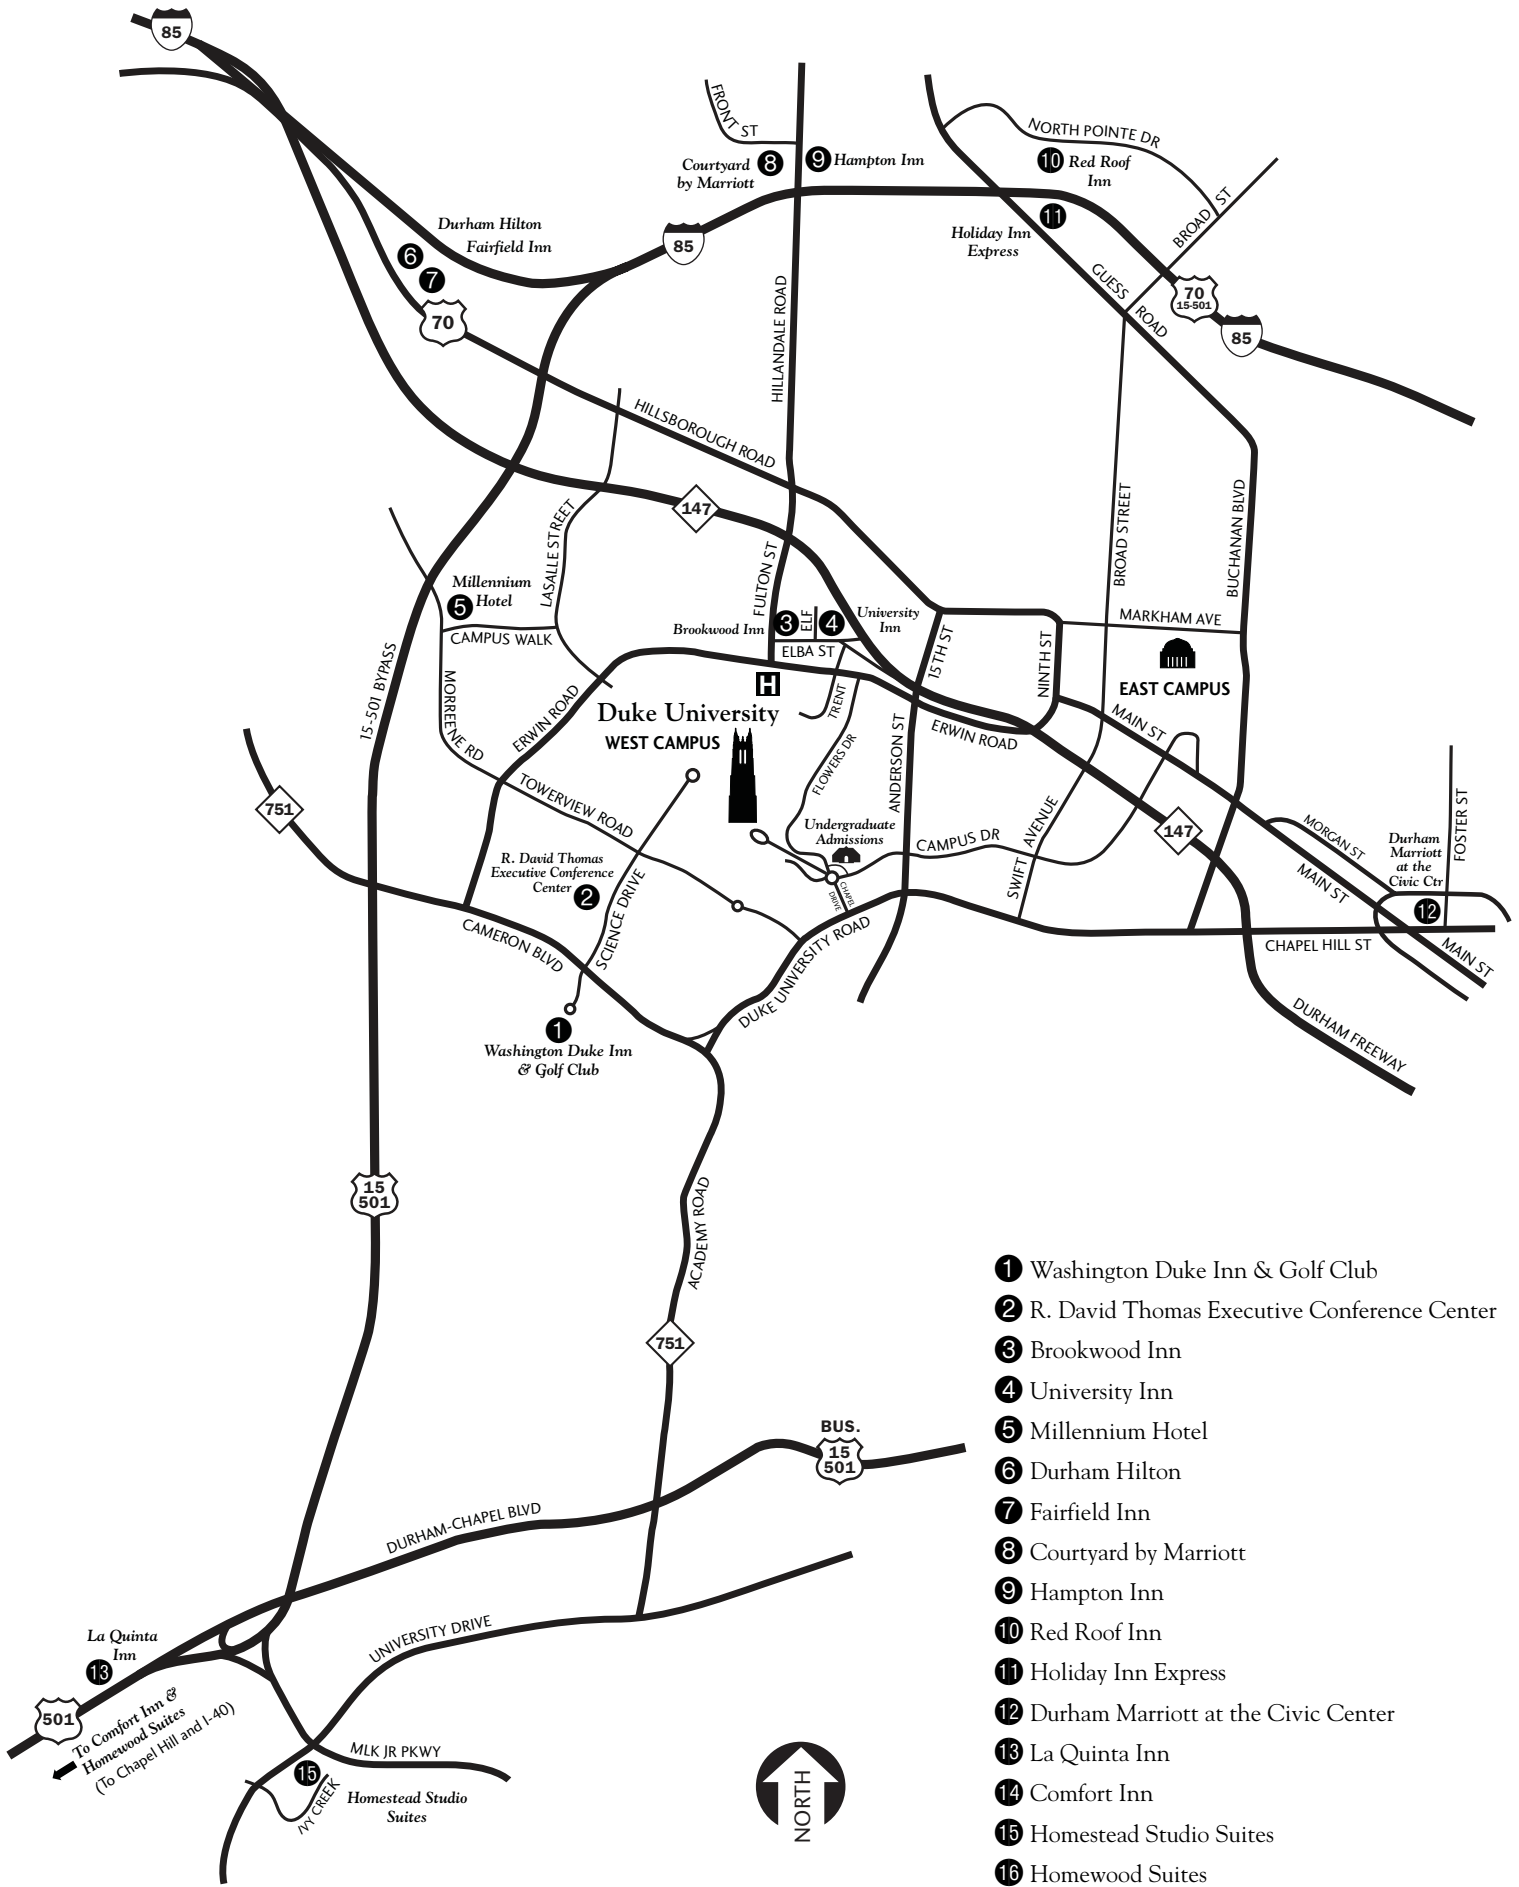 85
FRONT ST
Courtyard
by Marriott
8
9
Hampton Inn
NORTH POINTE DR
10
Red Roof
Inn
BROAD ST
11
Holiday Inn
Express
Durham Hilton
Fairfield Inn
6
7
85
70
HILLANDALE ROAD
GUESS ROAD
70
15-501
85
HILLSBOROUGH ROAD
147
LASALLE STREET
BROAD STREET
BUCHANAN BLVD
Millennium
Hotel
5
CAMPUS WALK
FULTON ST
Brookwood Inn
3
ELF
4
University
Inn
ELBA ST
15TH ST
NINTH ST
MARKHAM AVE
EAST CAMPUS
15-501 BYPASS
MORREENE RD
ERWIN ROAD
H
Duke University
WEST CAMPUS
TRENT
FLOWERS DR
ANDERSON ST
ERWIN ROAD
MAIN ST
751
TOWERVIEW ROAD
Undergraduate
Admissions
CAMPUS DR
SWIFT AVENUE
147
MORGAN ST
MAIN ST
Durham
Marriott
at the
Civic Ctr
FOSTER ST
12
R. David Thomas
Executive Conference
Center
2
SCIENCE DRIVE
CHAPEL
DRIVE
CAMERON BLVD
DUKE UNIVERSITY ROAD
CHAPEL HILL ST
MAIN ST
DURHAM FREEWAY
1
Washington Duke Inn
& Golf Club
15
501
ACADEMY ROAD
751
BUS.
15
501
DURHAM-CHAPEL BLVD
UNIVERSITY DRIVE
La Quinta
Inn
13
501
To Comfort Inn &
Homewood Suites
(To Chapel Hill and I-40)
MLK JR PKWY
15
IVY CREEK
Homestead Studio
Suites
NORTH
1 Washington Duke Inn & Golf Club
2 R. David Thomas Executive Conference Center
3 Brookwood Inn
4 University Inn
5 Millennium Hotel
6 Durham Hilton
7 Fairfield Inn
8 Courtyard by Marriott
9 Hampton Inn
10 Red Roof Inn
11 Holiday Inn Express
12 Durham Marriott at the Civic Center
13 La Quinta Inn
14 Comfort Inn
15 Homestead Studio Suites
16 Homewood Suites